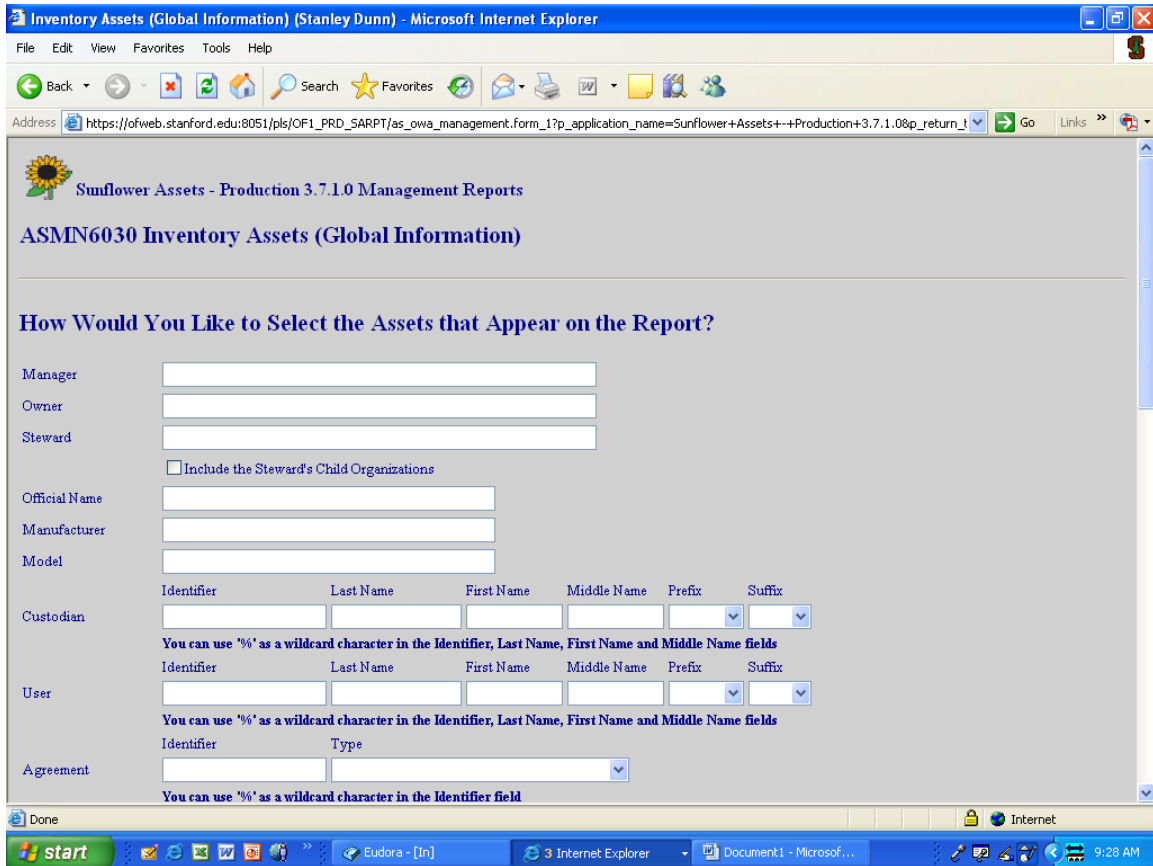 Inventory Assets (Global Information) (Stanley Dunn) - Microsoft Internet Explorer
File Edit View Favorites Tools Help
Back Search Favorites
Address https://ofweb.stanford.edu:8051/pls/OF1_PRD_SARPT/as_owa_management.form_1?p_application_name=Sunflower+Assets+-+Production+3.7.1.0&p_return_t Go Links »
Sunflower Assets - Production 3.7.1.0 Management Reports
ASMN6030 Inventory Assets (Global Information)
How Would You Like to Select the Assets that Appear on the Report?
Manager
Owner
Steward
Include the Steward's Child Organizations
Official Name
Manufacturer
Model
Identifier Last Name First Name Middle Name Prefix Suffix
Custodian
You can use '%' as a wildcard character in the Identifier, Last Name, First Name and Middle Name fields
Identifier Last Name First Name Middle Name Prefix Suffix
User
You can use '%' as a wildcard character in the Identifier, Last Name, First Name and Middle Name fields
Identifier Type
Agreement
You can use '%' as a wildcard character in the Identifier field
Done Internet
start » Eudora - [In] 3 Internet Explorer Document1 - Microsof... 9:28 AM